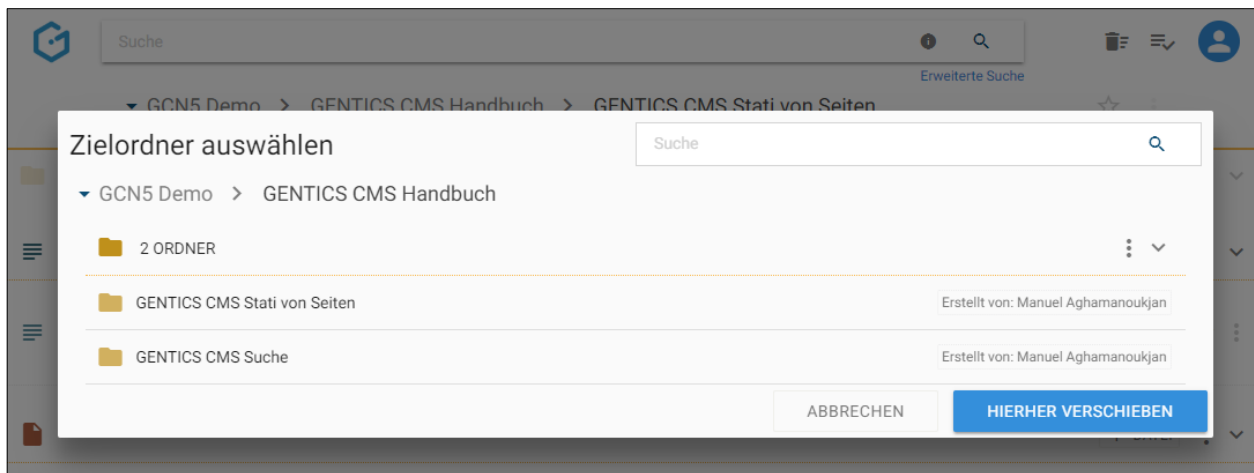 Suche
Erweiterte Suche
GCN5 Demo > GENTICS CMS Handbuch > GENTICS CMS Stati von Seiten
Zielordner auswählen
Suche
GCN5 Demo > GENTICS CMS Handbuch
2 ORDNER
GENTICS CMS Stati von Seiten Erstellt von: Manuel Aghamanoukjan
GENTICS CMS Suche Erstellt von: Manuel Aghamanoukjan
ABBRECHEN HIERHER VERSCHIEBEN